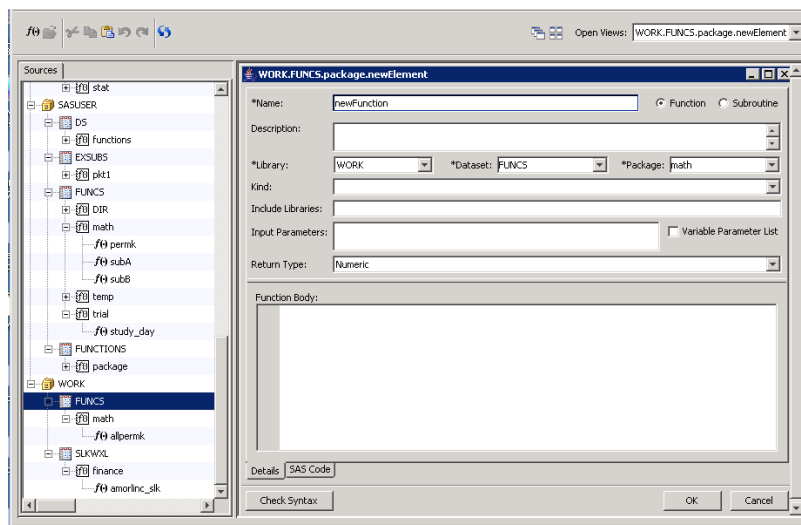 f() Open Views: WORK.FUNCS.package.newElement
Sources
stat
SASUSER
DS
functions
EXSUBS
pkt1
FUNCS
DIR
math
f() permk
f() subA
f() subB
temp
trial
f() study_day
FUNCTIONS
package
WORK
FUNCS
math
f() allpermk
SLKWXL
finance
f() amorlinc_slk
WORK.FUNCS.package.newElement
*Name: newFunction Function Subroutine
Description:
*Library: WORK *Dataset: FUNCS *Package: math
Kind:
Include Libraries:
Input Parameters: Variable Parameter List
Return Type: Numeric
Function Body:
Details SAS Code
Check Syntax OK Cancel